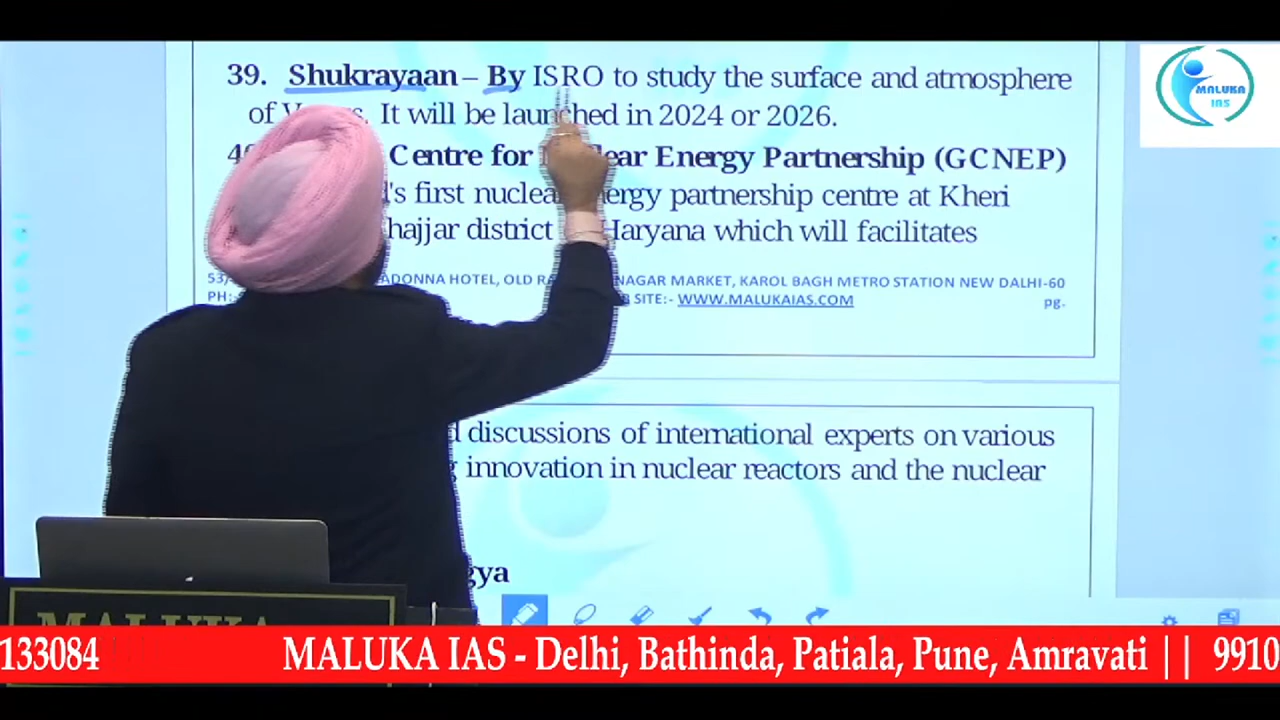 39. Shukrayaan – By ISRO to study the surface and atmosphere
of It will be launched in 2024 or 2026.
Centre for Energy Partnership (GCNEP)
first nuclear energy partnership centre at Kheri
district Haryana which will facilitates
HOTEL, OLD NAGAR MARKET, KAROL BAGH METRO STATION NEW DALHI-60
PH:- SITE:- WWW.MALUKAIAS.COM pg.
discussions of international experts on various
innovation in nuclear reactors and the nuclear
MALUKA
IAS
MALUKA
133084 MALUKA IAS - Delhi, Bathinda, Patiala, Pune, Amravati || 9910